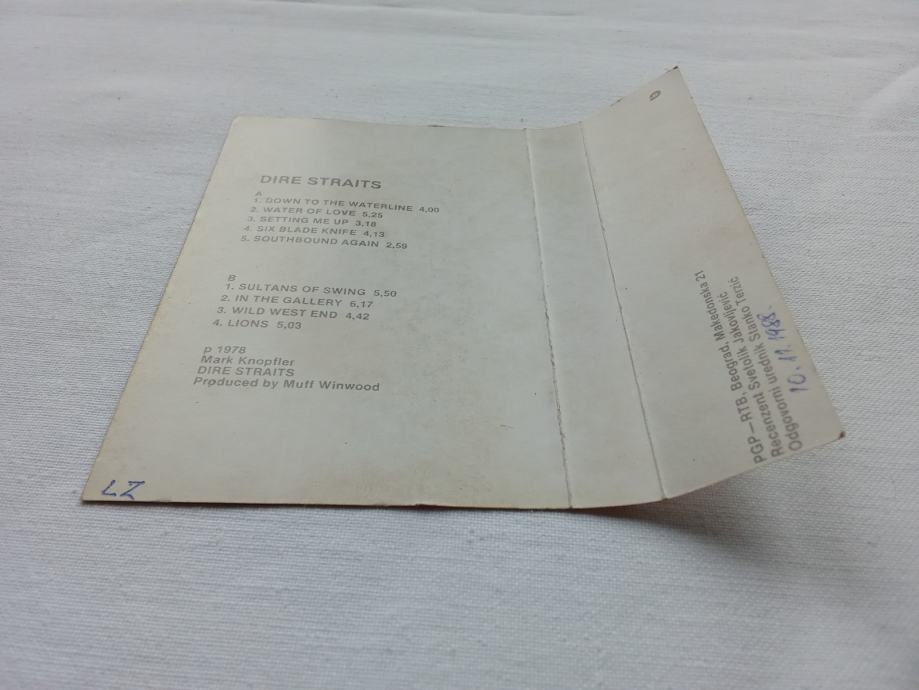 DIRE STRAITS
A
1. DOWN TO THE WATERLINE 4,00
2. WATER OF LOVE 5,25
3. SETTING ME UP 3,18
4. SIX BLADE KNIFE 4,13
5. SOUTHBOUND AGAIN 2,59
B
1. SULTANS OF SWING 5,50
2. IN THE GALLERY 5,17
3. WILD WEST END 4,42
4. LIONS 5,03
p 1978
Mark Knopfler
DIRE STRAITS
Produced by Muff Winwood
LZ
PGP—RTB, Beograd, Makedonska 21
Recenzent Svetolik Jakovljević
Odgovorni urednik Stanko Terzić
10.11.1988.